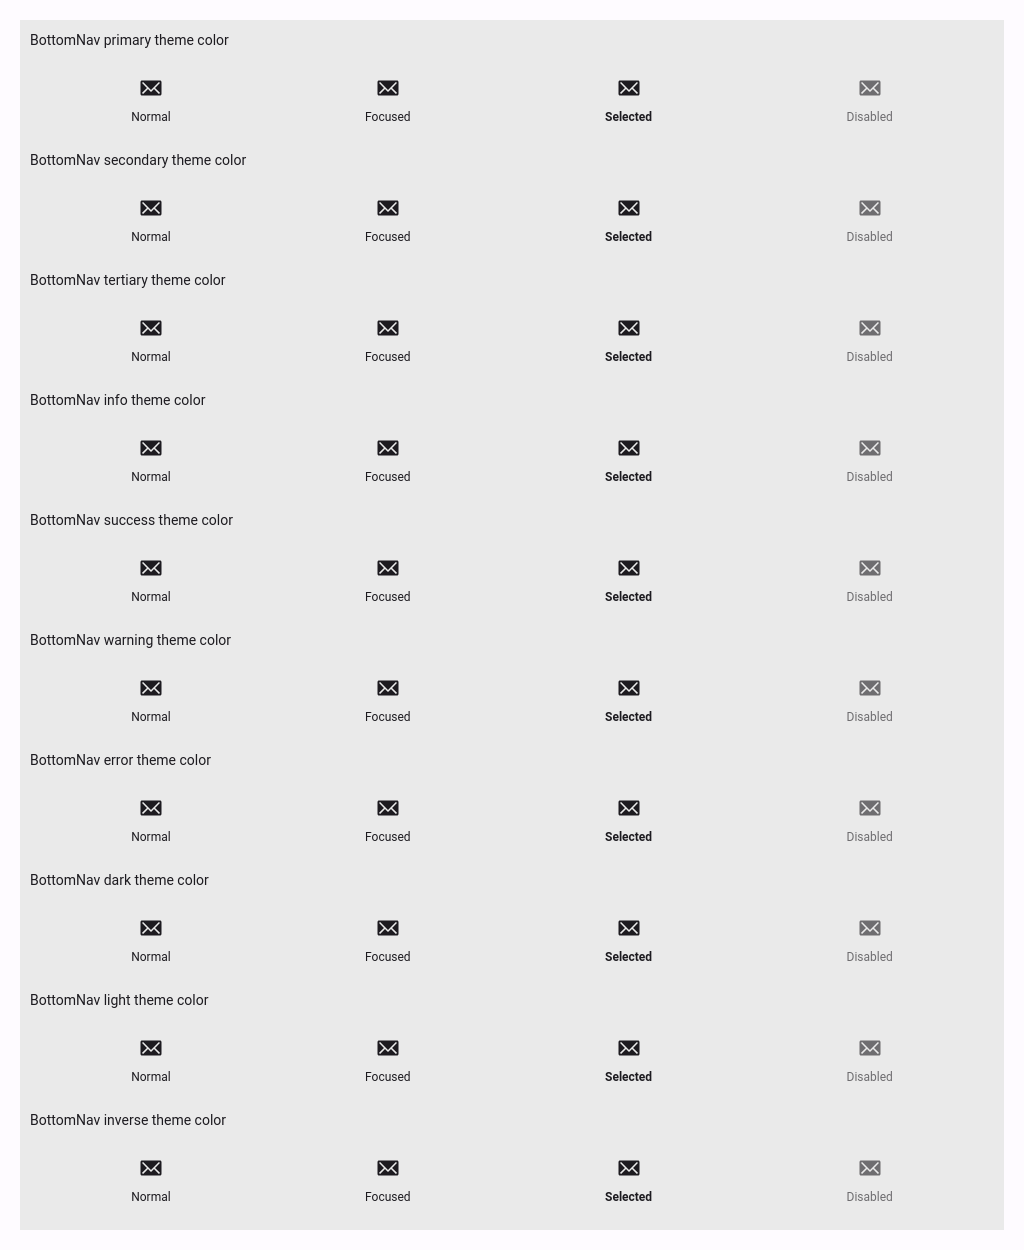 BottomNav primary theme color
Normal Focused Selected Disabled
BottomNav secondary theme color
Normal Focused Selected Disabled
BottomNav tertiary theme color
Normal Focused Selected Disabled
BottomNav info theme color
Normal Focused Selected Disabled
BottomNav success theme color
Normal Focused Selected Disabled
BottomNav warning theme color
Normal Focused Selected Disabled
BottomNav error theme color
Normal Focused Selected Disabled
BottomNav dark theme color
Normal Focused Selected Disabled
BottomNav light theme color
Normal Focused Selected Disabled
BottomNav inverse theme color
Normal Focused Selected Disabled